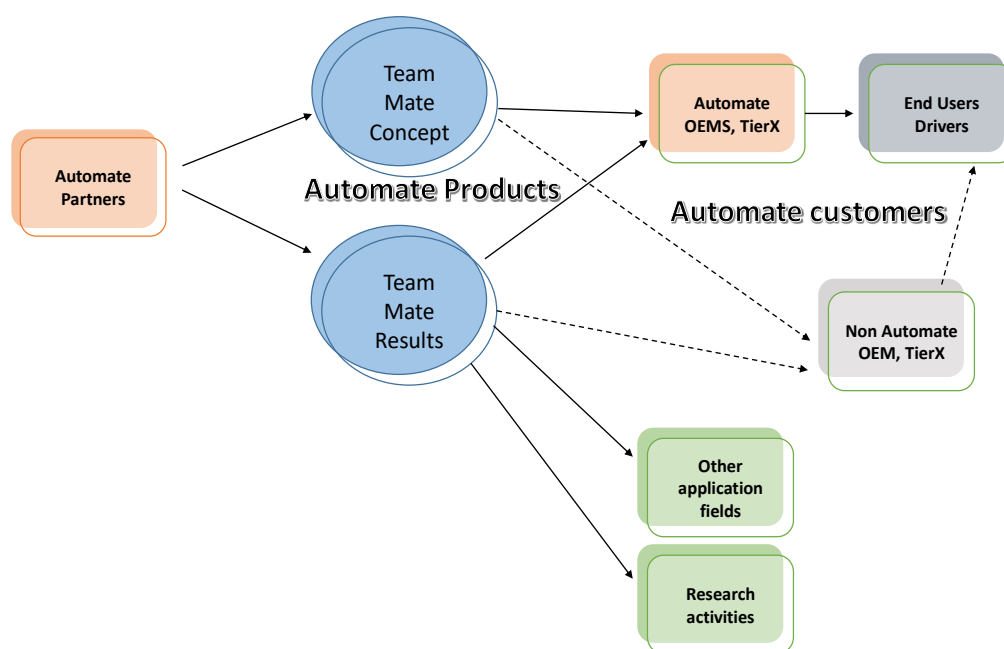 Team
Mate
Concept
Automate
OEMS, TierX
End Users
Drivers
Automate
Partners
Automate Products
Automate customers
Team
Mate
Results
Non Automate
OEM, TierX
Other
application
fields
Research
activities